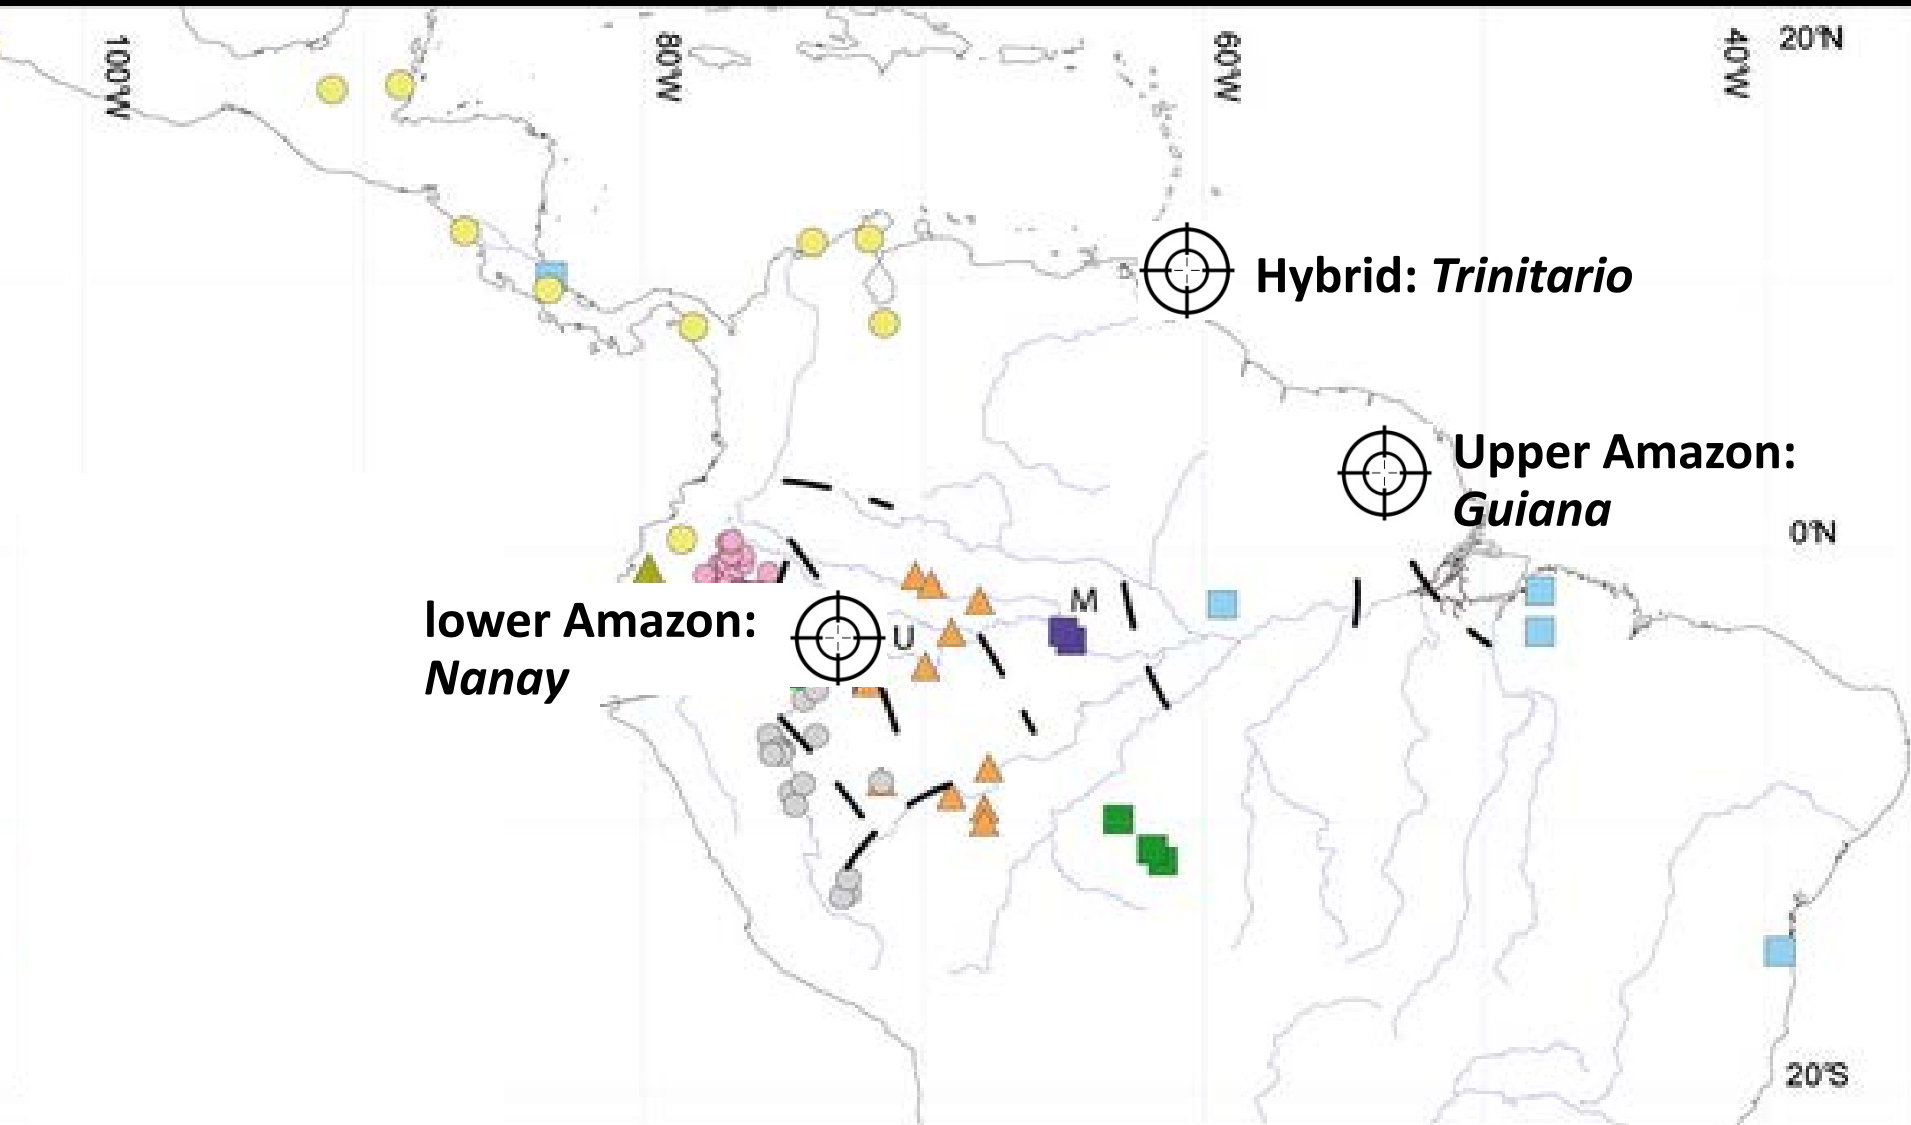 100°W
80°W
60°W
40°W
20°N
Hybrid: Trinitario
Upper Amazon:
Guiana
0°N
M
lower Amazon:
Nanay
U
20°S